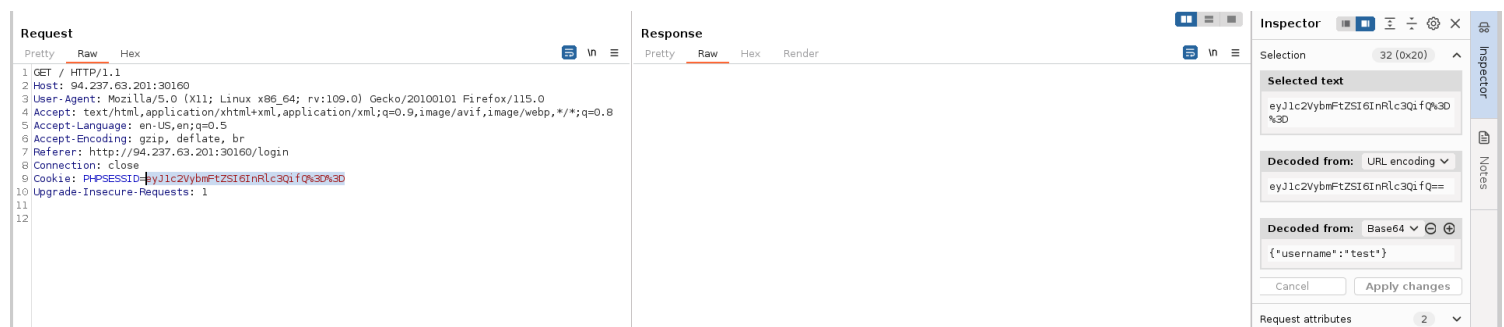 Request
Pretty Raw Hex \n
1 GET / HTTP/1.1
2 Host: 94.237.63.201:30160
3 User-Agent: Mozilla/5.0 (X11; Linux x86_64; rv:109.0) Gecko/20100101 Firefox/115.0
4 Accept: text/html,application/xhtml+xml,application/xml;q=0.9,image/avif,image/webp,*/*;q=0.8
5 Accept-Language: en-US,en;q=0.5
6 Accept-Encoding: gzip, deflate, br
7 Referer: http://94.237.63.201:30160/login
8 Connection: close
9 Cookie: PHPSESSID=eyJ1c2VybmFtZSI6InRlc3QifQ%3D%3D
10 Upgrade-Insecure-Requests: 1
11
12
Response
Pretty Raw Hex Render \n
Inspector
Selection 32 (0x20)
Selected text
eyJ1c2VybmFtZSI6InRlc3QifQ%3D
%3D
Decoded from: URL encoding
eyJ1c2VybmFtZSI6InRlc3QifQ==
Decoded from: Base64
{"username":"test"}
Cancel Apply changes
Request attributes 2
Inspector
Notes